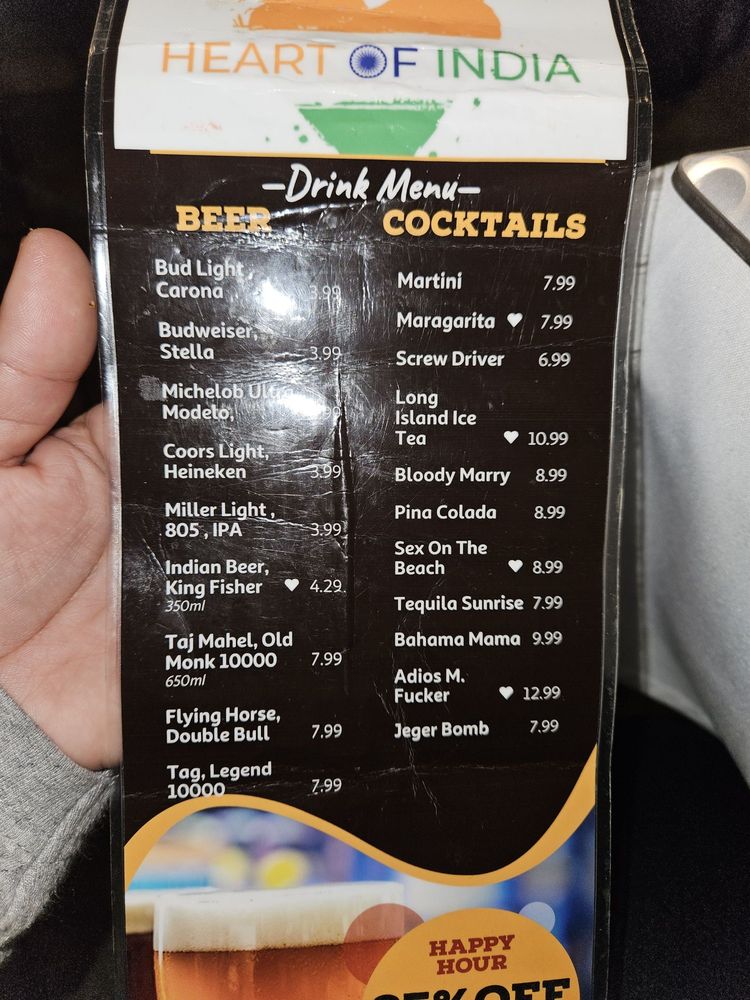 HEART OF INDIA
—Drink Menu—
BEER
Bud Light ,
Carona 3.99
Budweiser,
Stella 3.99
Michelob Ultra
Modelo,
Coors Light,
Heineken 3.99
Miller Light ,
805 , IPA 3.99
Indian Beer,
King Fisher 4.29
350ml
Taj Mahel, Old
Monk 10000 7.99
650ml
Flying Horse,
Double Bull 7.99
Tag, Legend
10000 7.99
COCKTAILS
Martini 7.99
Maragarita 7.99
Screw Driver 6.99
Long
Island Ice
Tea 10.99
Bloody Marry 8.99
Pina Colada 8.99
Sex On The
Beach 8.99
Tequila Sunrise 7.99
Bahama Mama 9.99
Adios M.
Fucker 12.99
Jeger Bomb 7.99
HAPPY
HOUR
OFF